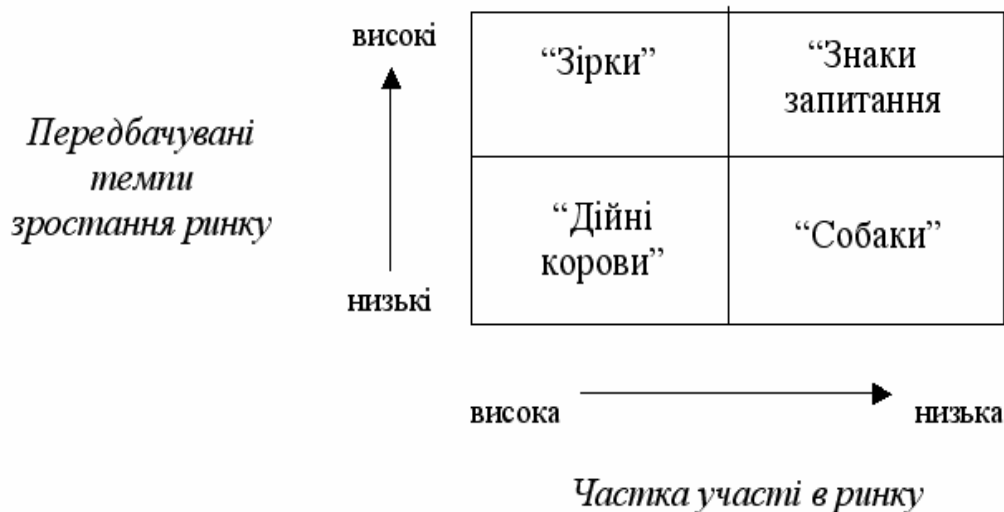 високі
“Зірки”
“Знаки
запитання
Передбачувані
темпи
зростання ринку
“Дійні
корови”
“Собаки”
низькі
висока
низька
Частка участі в ринку